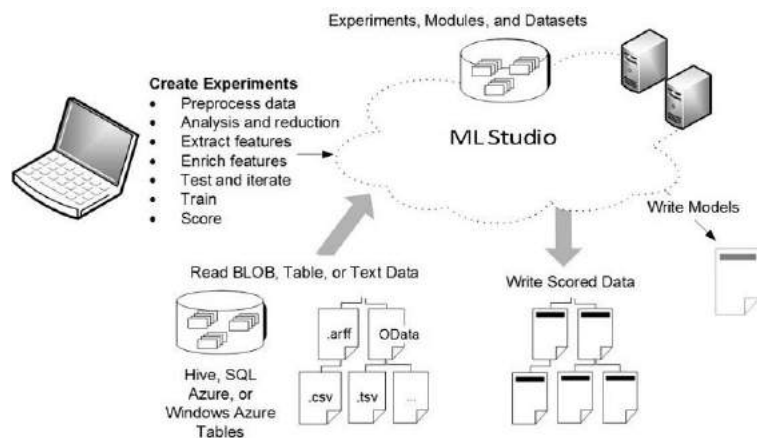 Experiments, Modules, and Datasets
Create Experiments
• Preprocess data
• Analysis and reduction
• Extract features
• Enrich features
• Test and iterate
• Train
• Score
ML Studio
Write Models
Read BLOB, Table, or Text Data
Write Scored Data
.arff
OData
.csv
.tsv
...
Hive, SQL
Azure, or
Windows Azure
Tables